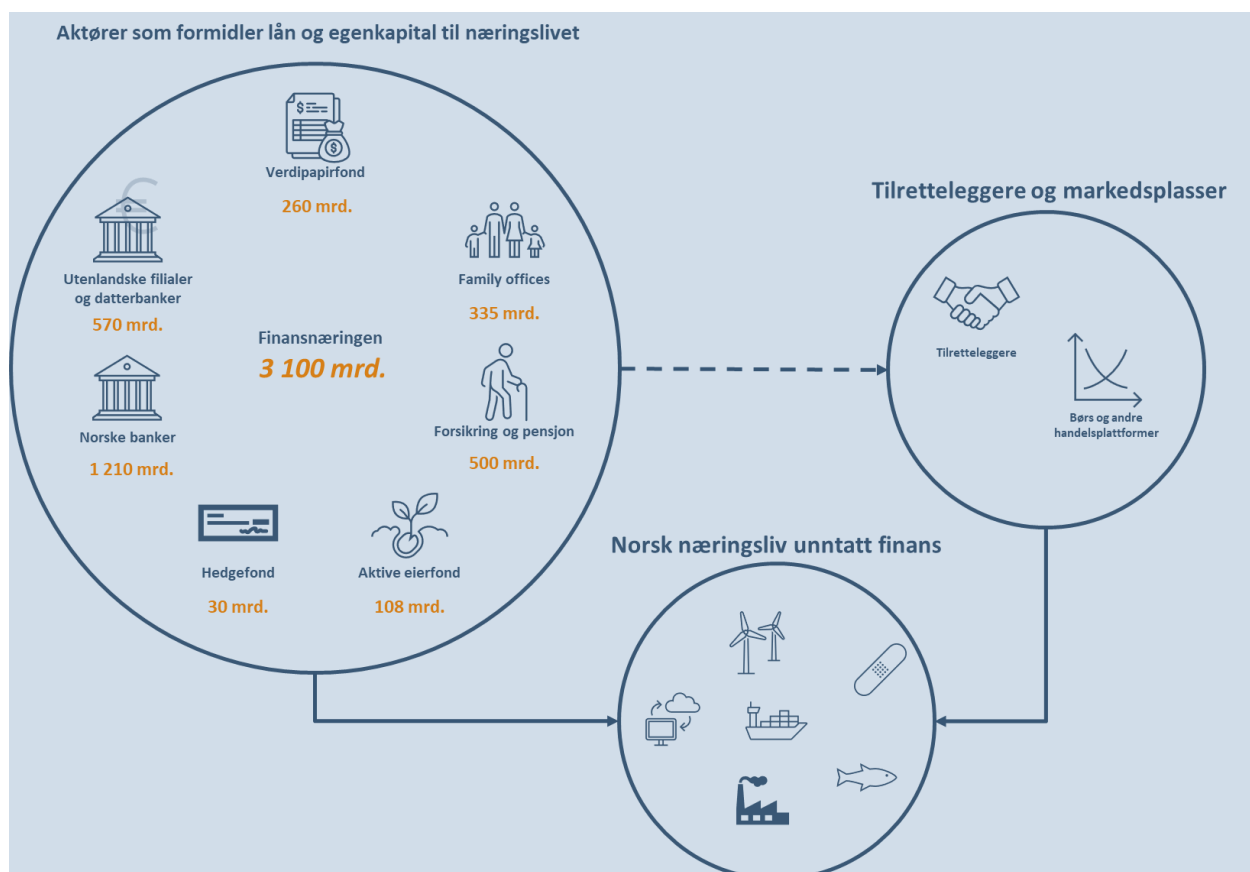 Aktører som formidler lån og egenkapital til næringslivet
$
$
Verdipapirfond
260 mrd.
€
Utenlandske filialer
og datterbanker
570 mrd.
Family offices
335 mrd.
Finansnæringen
3 100 mrd.
Norske banker
1 210 mrd.
Forsikring og pensjon
500 mrd.
Hedgefond
30 mrd.
Aktive eierfond
108 mrd.
Tilretteleggere og markedsplasser
Tilretteleggere
Børs og andre
handelsplattformer
Norsk næringsliv unntatt finans